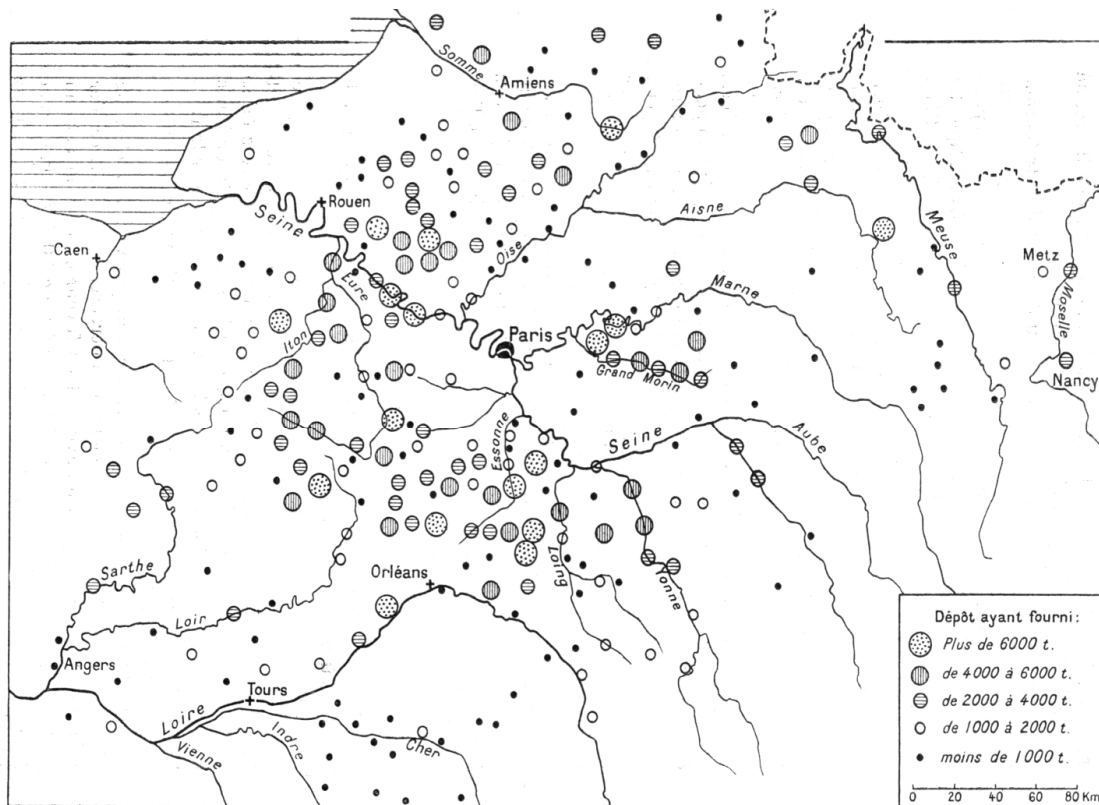 Somme
Amiens
Rouen
Seine
Oise
Aisne
Meuse
Caen
Metz
Eure
Marne
Moselle
Iton
Paris
Grand Morin
Nancy
Essonne
Seine
Aube
Sarthe
Loing
Yonne
Orléans
Loir
Angers
Tours
Loire
Indre
Cher
Vienne
Dépôt ayant fourni :
Plus de 6000 t.
de 4000 à 6000 t.
de 2000 à 4000 t.
de 1000 à 2000 t.
moins de 1000 t.
0 20 40 60 80 Km